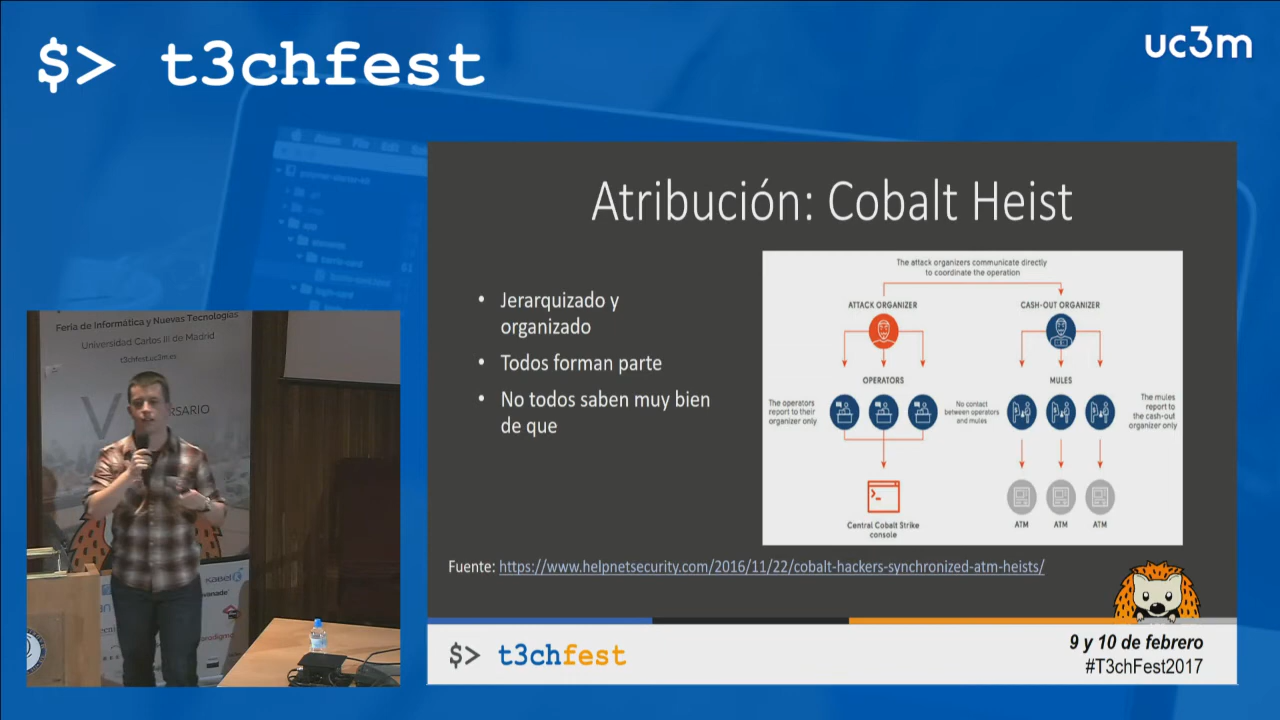 $> t3chfest
uc3m
Atribución: Cobalt Heist
• Jerarquizado y
organizado
• Todos forman parte
• No todos saben muy bien
de que
The attack organizers communicate directly
to coordinate the operation
ATTACK ORGANIZER
CASH-OUT ORGANIZER
OPERATORS
MULES
The operators
report to their
organizer only
No contact
between operators
and mules
The mules
report to
the cash-out
organizer only
Central Cobalt Strike
console
ATM
ATM
ATM
Fuente: https://www.helpnetsecurity.com/2016/11/22/cobalt-hackers-synchronized-atm-heists/
$> t3chfest
9 y 10 de febrero
#T3chFest2017
Feria de Informática y Nuevas Tecnologías
Universidad Carlos III de Madrid
t3chfest.uc3m.es
V
ERSARIO
KABEL